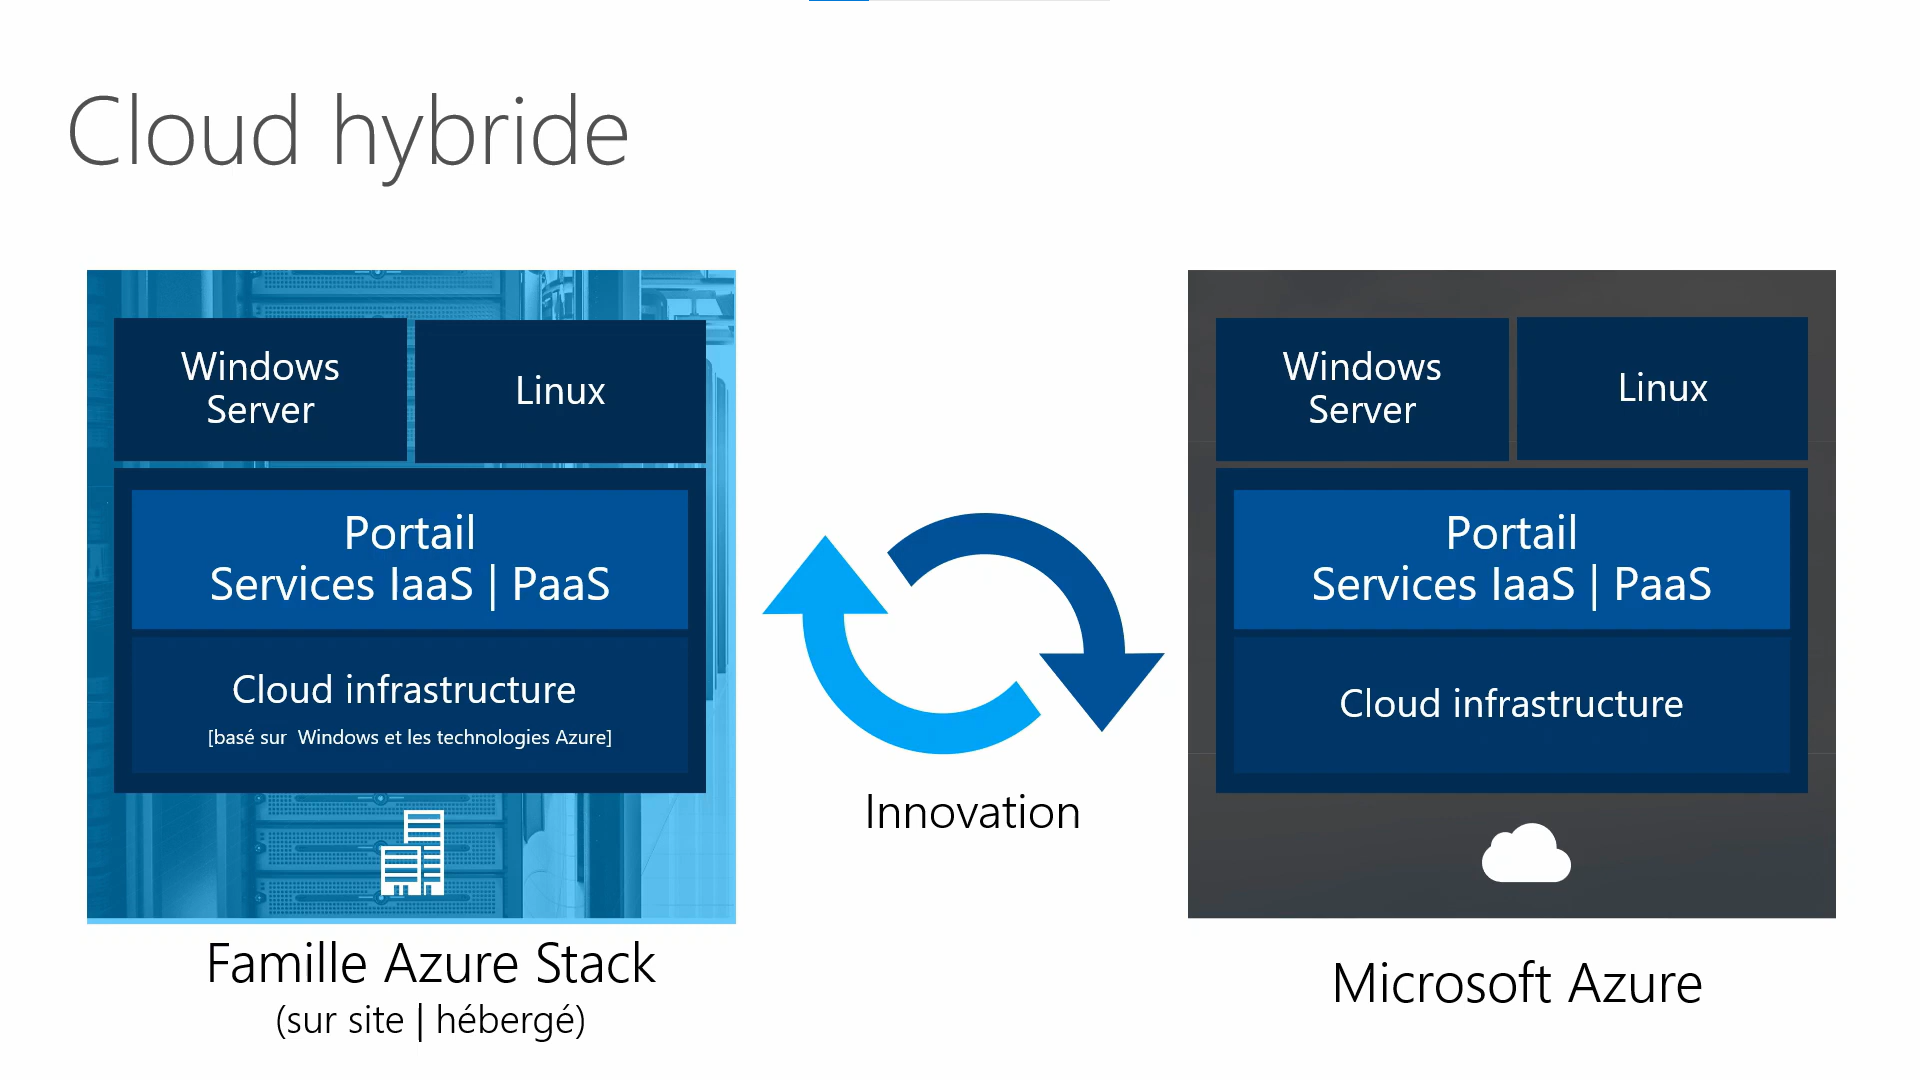 Cloud hybride
Windows
Server
Linux
Portail
Services IaaS | PaaS
Cloud infrastructure
[basé sur  Windows et les technologies Azure]
Famille Azure Stack
(sur site | hébergé)
Innovation
Windows
Server
Linux
Portail
Services IaaS | PaaS
Cloud infrastructure
Microsoft Azure